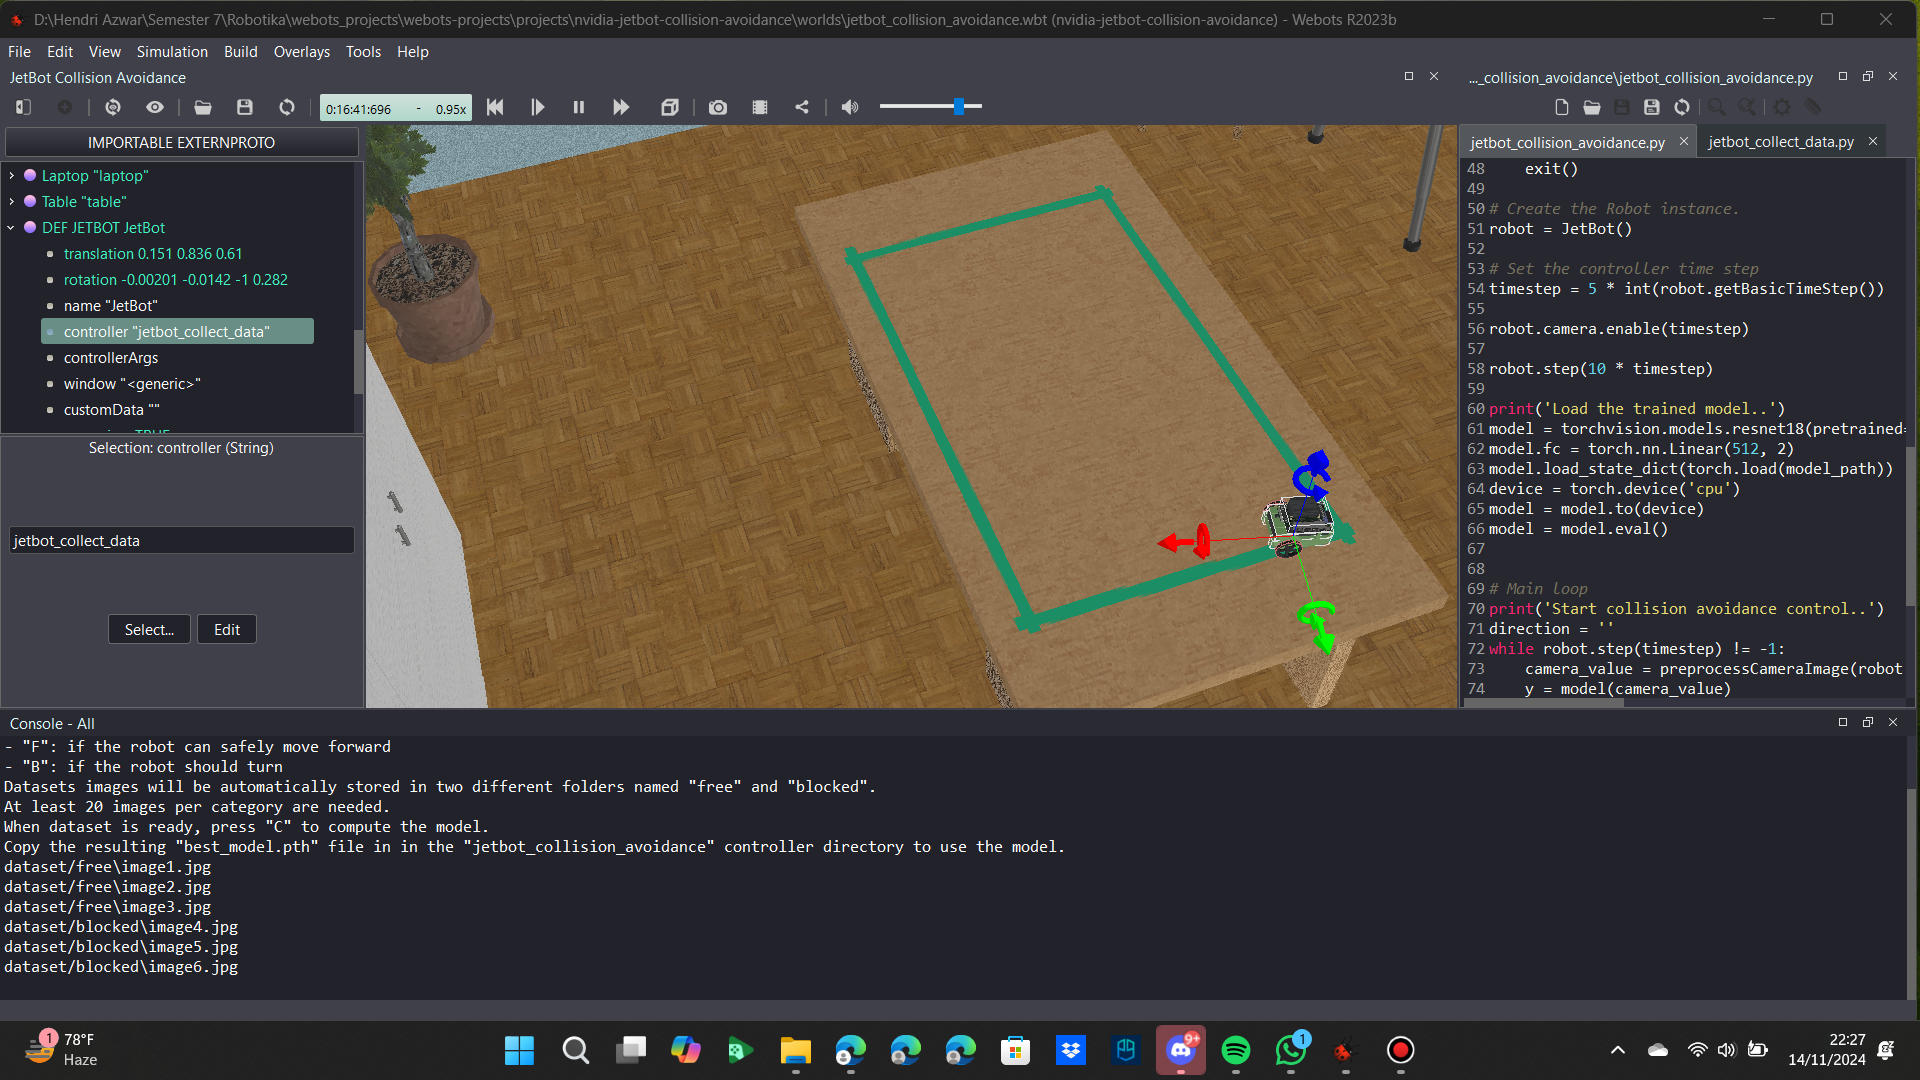 D:\Hendri Azwar\Semester 7\Robotika\webots_projects\webots-projects\projects\nvidia-jetbot-collision-avoidance\worlds\jetbot_collision_avoidance.wbt (nvidia-jetbot-collision-avoidance) - Webots R2023b
File Edit View Simulation Build Overlays Tools Help
JetBot Collision Avoidance
0:16:41:696 - 0.95x
IMPORTABLE EXTERNPROTO
Laptop "laptop"
Table "table"
DEF JETBOT JetBot
translation 0.151 0.836 0.61
rotation -0.00201 -0.0142 -1 0.282
name "JetBot"
controller "jetbot_collect_data"
controllerArgs
window "<generic>"
customData ""
Selection: controller (String)
jetbot_collect_data
Select...
Edit
..._collision_avoidance\jetbot_collision_avoidance.py
jetbot_collision_avoidance.py
jetbot_collect_data.py
48 exit()
49
50 # Create the Robot instance.
51 robot = JetBot()
52
53 # Set the controller time step
54 timestep = 5 * int(robot.getBasicTimeStep())
55
56 robot.camera.enable(timestep)
57
58 robot.step(10 * timestep)
59
60 print('Load the trained model..')
61 model = torchvision.models.resnet18(pretrained=
62 model.fc = torch.nn.Linear(512, 2)
63 model.load_state_dict(torch.load(model_path))
64 device = torch.device('cpu')
65 model = model.to(device)
66 model = model.eval()
67
68
69 # Main loop
70 print('Start collision avoidance control..')
71 direction = ''
72 while robot.step(timestep) != -1:
73 camera_value = preprocessCameraImage(robot
74 y = model(camera_value)
Console - All
- "F": if the robot can safely move forward
- "B": if the robot should turn
Datasets images will be automatically stored in two different folders named "free" and "blocked".
At least 20 images per category are needed.
When dataset is ready, press "C" to compute the model.
Copy the resulting "best_model.pth" file in in the "jetbot_collision_avoidance" controller directory to use the model.
dataset/free\image1.jpg
dataset/free\image2.jpg
dataset/free\image3.jpg
dataset/blocked\image4.jpg
dataset/blocked\image5.jpg
dataset/blocked\image6.jpg
1
78°F
Haze
9+
1
22:27
14/11/2024